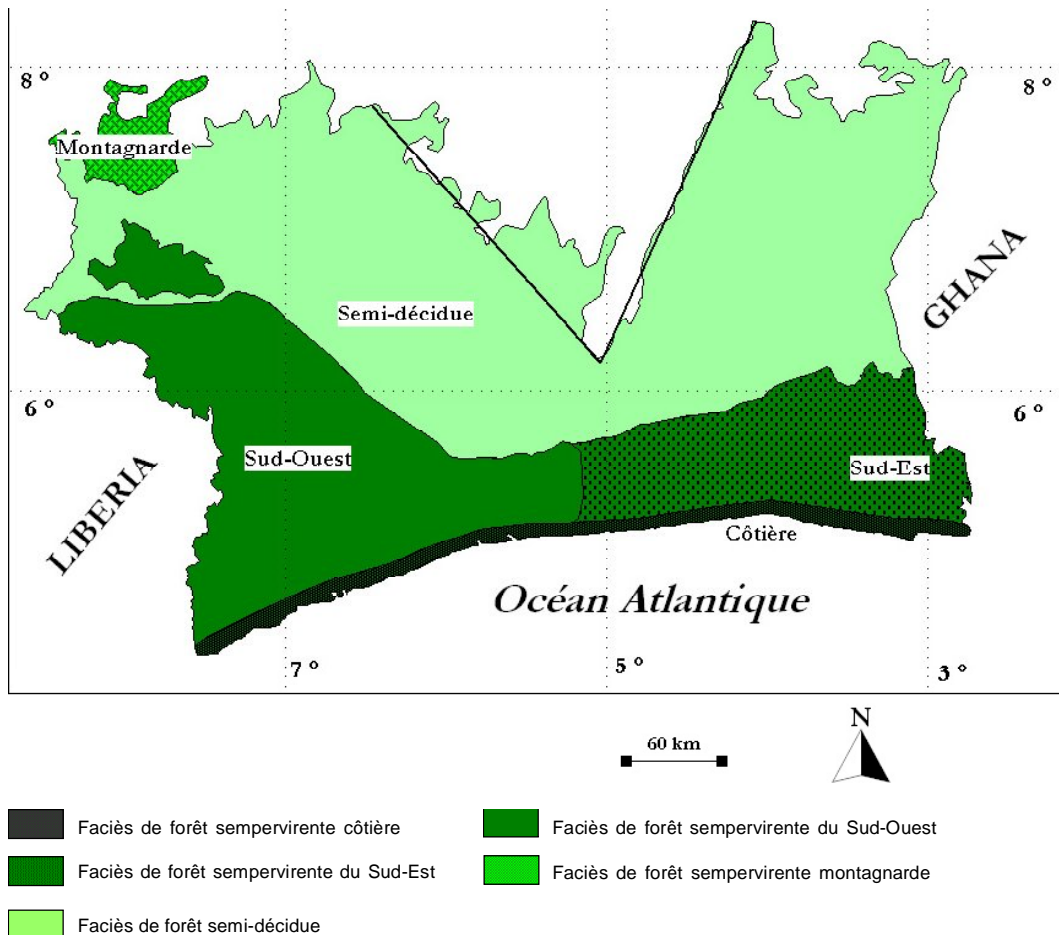 8 °
8 °
Montagnarde
GHANA
Semi-décidue
6 °
6 °
Sud-Ouest
Sud-Est
LIBERIA
Côtière
Océan Atlantique
7 °
5 °
3 °
N
60 km
Faciès de forêt sempervirente côtière
Faciès de forêt sempervirente du Sud-Ouest
Faciès de forêt sempervirente du Sud-Est
Faciès de forêt sempervirente montagnarde
Faciès de forêt semi-décidue